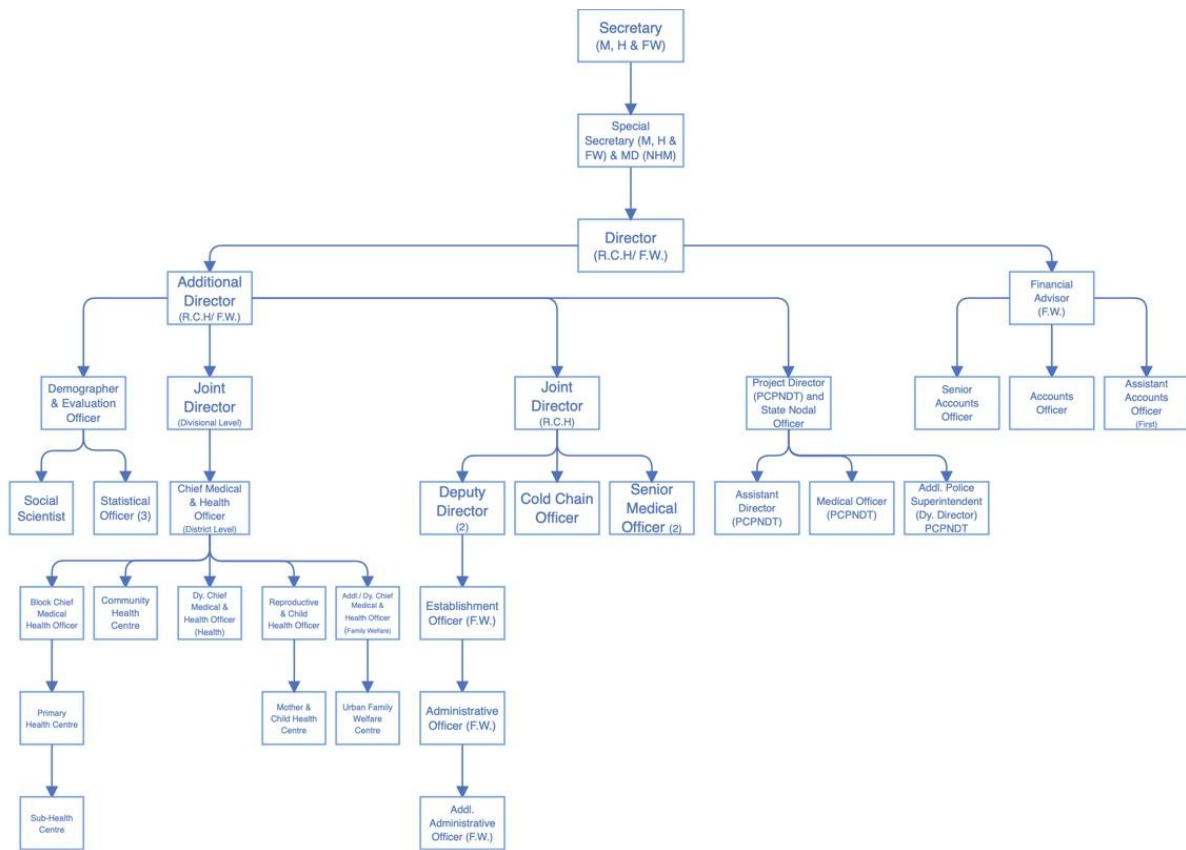 Secretary
(M, H & FW)
Special
Secretary (M, H &
FW) & MD (NHM)
Director
(R.C.H/ F.W.)
Additional
Director
(R.C.H/ F.W.)
Financial
Advisor
(F.W.)
Demographer
& Evaluation
Officer
Joint
Director
(Divisional Level)
Joint
Director
(R.C.H)
Project Director
(PCPNDT) and
State Nodal
Officer
Senior
Accounts
Officer
Accounts
Officer
Assistant
Accounts
Officer
(First)
Social
Scientist
Statistical
Officer (3)
Chief Medical
& Health
Officer
(District Level)
Deputy
Director
(2)
Cold Chain
Officer
Senior
Medical
Officer (2)
Assistant
Director
(PCPNDT)
Medical Officer
(PCPNDT)
Addl. Police
Superintendent
(Dy. Director)
PCPNDT
Block Chief
Medical
Health Officer
Community
Health
Centre
Dy. Chief
Medical &
Health Officer
(Health)
Reproductive
& Child
Health Officer
Addl./ Dy. Chief
Medical &
Health Officer
(Family Welfare)
Establishment
Officer (F.W.)
Primary
Health Centre
Mother &
Child Health
Centre
Urban Family
Welfare
Centre
Administrative
Officer (F.W.)
Sub-Health
Centre
Addl.
Administrative
Officer (F.W.)